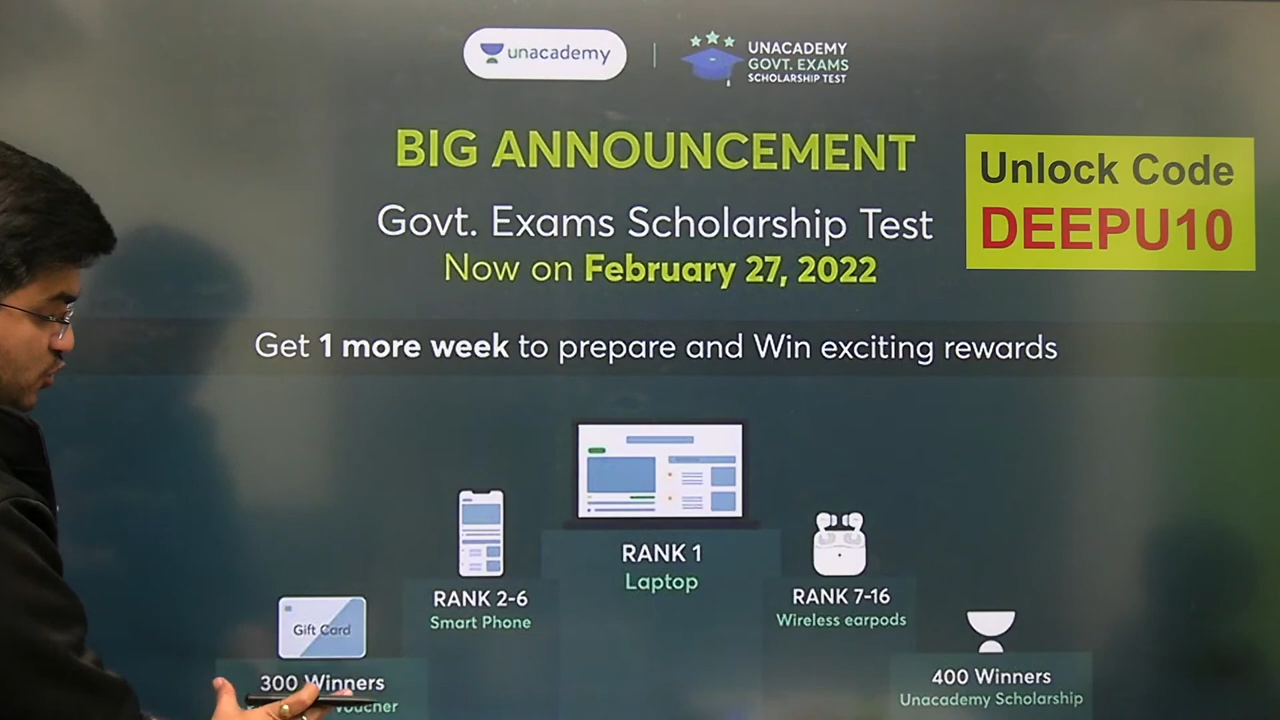 unacademy
UNACADEMY
GOVT. EXAMS
SCHOLARSHIP TEST
BIG ANNOUNCEMENT
Unlock Code
DEEPU10
Govt. Exams Scholarship Test
Now on February 27, 2022
Get 1 more week to prepare and Win exciting rewards
RANK 1
Laptop
RANK 2-6
Smart Phone
RANK 7-16
Wireless earpods
Gift Card
300 Winners
Voucher
400 Winners
Unacademy Scholarship